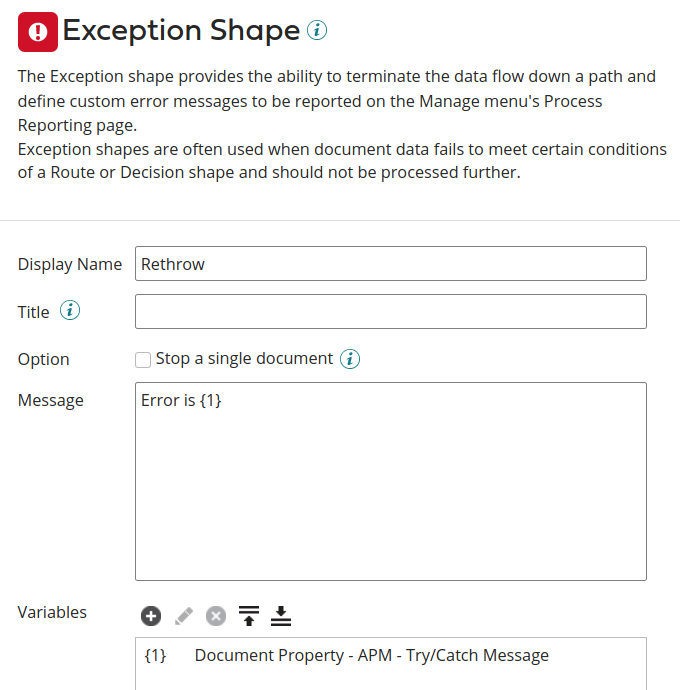 Exception Shape
The Exception shape provides the ability to terminate the data flow down a path and
define custom error messages to be reported on the Manage menu's Process
Reporting page.
Exception shapes are often used when document data fails to meet certain conditions
of a Route or Decision shape and should not be processed further.
Display Name Rethrow
Title
Option Stop a single document
Message Error is {1}
Variables
{1} Document Property - APM - Try/Catch Message